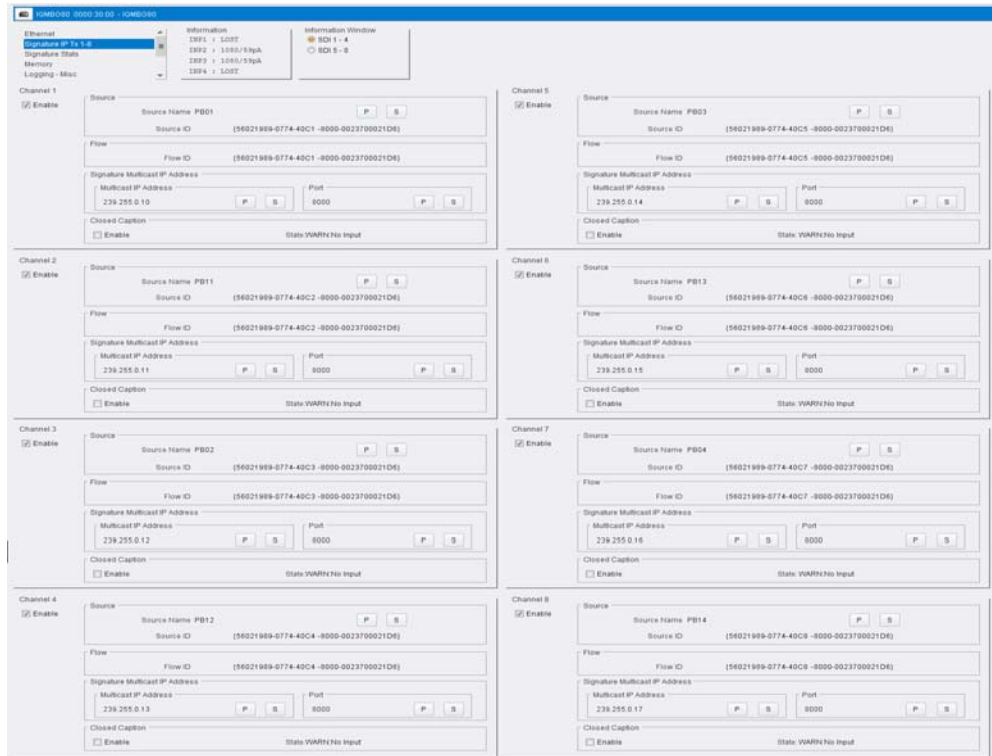 IQMDO80 0000:30:00 - IQMDO80
Ethernet
Signature IP Tx 1-8
Signature Stats
Memory
Logging - Misc
Information
INP1 : LOST
INP2 : 1080/59pA
INP3 : 1080/59pA
INP4 : LOST
Information Window
SDI 1 - 4
SDI 5 - 8
Channel 1
Enable
Source
Source Name PB01
P S
Source ID {56021989-0774-40C1 -8000-0023700021D6}
Flow
Flow ID {56021989-0774-40C1 -8000-0023700021D6}
Signature Multicast IP Address
Multicast IP Address
239.255.0.10 P S
Port
8000 P S
Closed Caption
Enable State:WARN:No Input
Channel 2
Enable
Source
Source Name PB11
P S
Source ID {56021989-0774-40C2 -8000-0023700021D6}
Flow
Flow ID {56021989-0774-40C2 -8000-0023700021D6}
Signature Multicast IP Address
Multicast IP Address
239.255.0.11 P S
Port
8000 P S
Closed Caption
Enable State:WARN:No Input
Channel 3
Enable
Source
Source Name PB02
P S
Source ID {56021989-0774-40C3 -8000-0023700021D6}
Flow
Flow ID {56021989-0774-40C3 -8000-0023700021D6}
Signature Multicast IP Address
Multicast IP Address
239.255.0.12 P S
Port
8000 P S
Closed Caption
Enable State:WARN:No Input
Channel 4
Enable
Source
Source Name PB12
P S
Source ID {56021989-0774-40C4 -8000-0023700021D6}
Flow
Flow ID {56021989-0774-40C4 -8000-0023700021D6}
Signature Multicast IP Address
Multicast IP Address
239.255.0.13 P S
Port
8000 P S
Closed Caption
Enable State:WARN:No Input
Channel 5
Enable
Source
Source Name PB03
P S
Source ID {56021989-0774-40C5 -8000-0023700021D6}
Flow
Flow ID {56021989-0774-40C5 -8000-0023700021D6}
Signature Multicast IP Address
Multicast IP Address
239.255.0.14 P S
Port
8000 P S
Closed Caption
Enable State:WARN:No Input
Channel 6
Enable
Source
Source Name PB13
P S
Source ID {56021989-0774-40C6 -8000-0023700021D6}
Flow
Flow ID {56021989-0774-40C6 -8000-0023700021D6}
Signature Multicast IP Address
Multicast IP Address
239.255.0.15 P S
Port
8000 P S
Closed Caption
Enable State:WARN:No Input
Channel 7
Enable
Source
Source Name PB04
P S
Source ID {56021989-0774-40C7 -8000-0023700021D6}
Flow
Flow ID {56021989-0774-40C7 -8000-0023700021D6}
Signature Multicast IP Address
Multicast IP Address
239.255.0.16 P S
Port
8000 P S
Closed Caption
Enable State:WARN:No Input
Channel 8
Enable
Source
Source Name PB14
P S
Source ID {56021989-0774-40C8 -8000-0023700021D6}
Flow
Flow ID {56021989-0774-40C8 -8000-0023700021D6}
Signature Multicast IP Address
Multicast IP Address
239.255.0.17 P S
Port
8000 P S
Closed Caption
Enable State:WARN:No Input